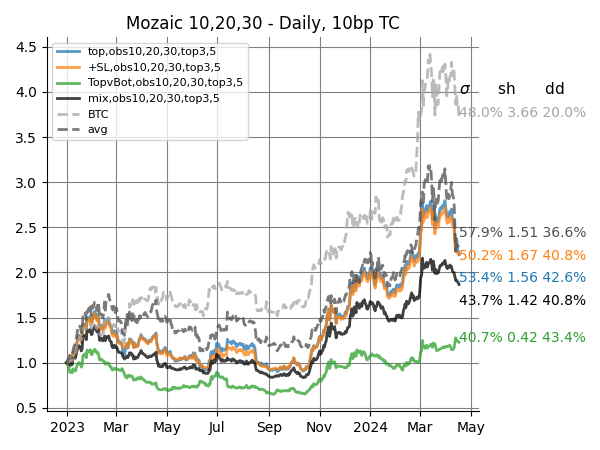 Mozaic 10,20,30 - Daily, 10bp TC
top,obs10,20,30,top3,5
+SL,obs10,20,30,top3,5
TopvBot,obs10,20,30,top3,5
mix,obs10,20,30,top3,5
BTC
avg
σ sh dd
48.0% 3.66 20.0%
57.9% 1.51 36.6%
50.2% 1.67 40.8%
53.4% 1.56 42.6%
43.7% 1.42 40.8%
40.7% 0.42 43.4%
4.5
4.0
3.5
3.0
2.5
2.0
1.5
1.0
0.5
2023 Mar May Jul Sep Nov 2024 Mar May